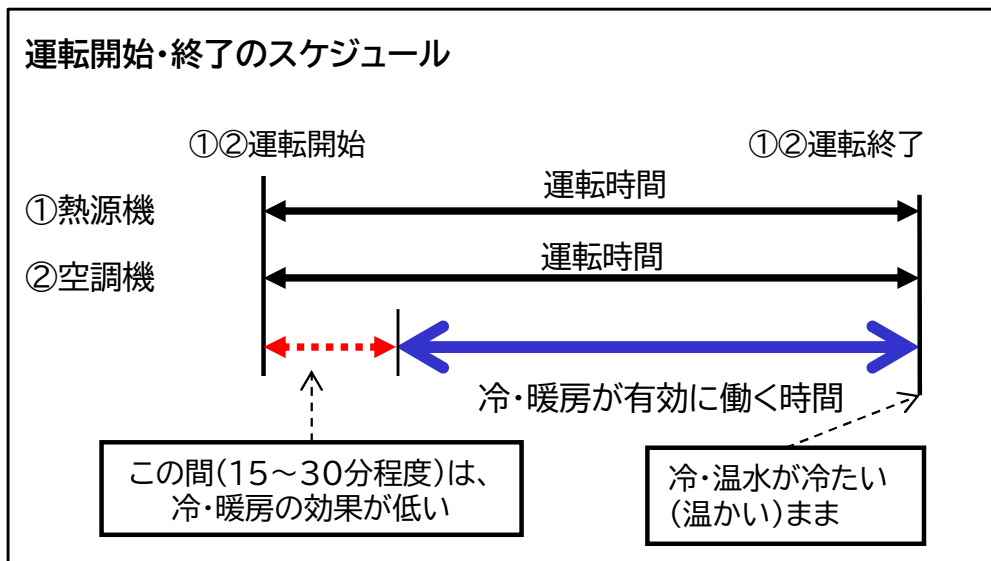 運転開始・終了のスケジュール
①②運転開始
①②運転終了
①熱源機
運転時間
②空調機
運転時間
冷・暖房が有効に働く時間
この間(15～30分程度)は、
冷・暖房の効果が低い
冷・温水が冷たい
(温かい)まま